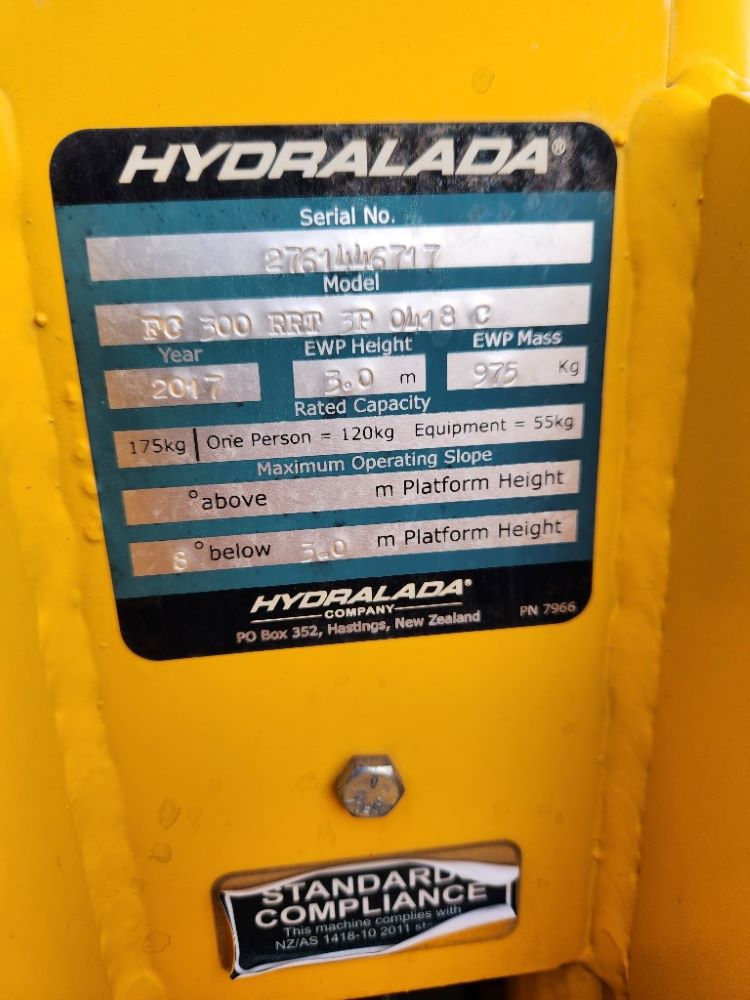 HYDRALADA®
Serial No.
2761446717
Model
FC 300 RRT 3P 0418 C
Year
EWP Height
EWP Mass
2017
3.0 m
975 Kg
Rated Capacity
175kg | One Person = 120kg Equipment = 55kg
Maximum Operating Slope
° above m Platform Height
8 ° below 3.0 m Platform Height
HYDRALADA®
COMPANY
PO Box 352, Hastings, New Zealand PN 7966
STANDARD
COMPLIANCE
This machine complies with
NZ/AS 1418-10 2011